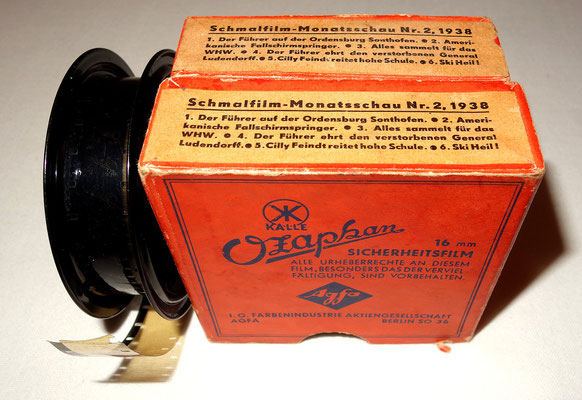 Schmalfilm-Monatsschau Nr. 2, 1938
1. Der Führer auf der Ordensburg Sonthofen. ● 2. Ameri-
kanische Fallschirmspringer. ● 3. Alles sammelt für das
WHW. ● 4. Der Führer ehrt den verstorbenen General
Ludendorff. ● 5. Cilly Feindt reitet hohe Schule. ● 6. Ski Heil!
Schmalfilm-Monatsschau Nr. 2, 1938
1. Der Führer auf der Ordensburg Sonthofen. ● 2. Ameri-
kanische Fallschirmspringer. ● 3. Alles sammelt für das
WHW. ● 4. Der Führer ehrt den verstorbenen General
Ludendorff. ● 5. Cilly Feindt reitet hohe Schule. ● 6. Ski Heil!
KALLE
Ozaphan
16 mm
SICHERHEITSFILM
ALLE URHEBERRECHTE AN DIESEM
FILM, BESONDERS DAS DER VERVIEL
FÄLTIGUNG, SIND VORBEHALTEN.
Agfa
I. G. FARBENINDUSTRIE AKTIENGESELLSCHAFT
AGFA BERLIN SO 36